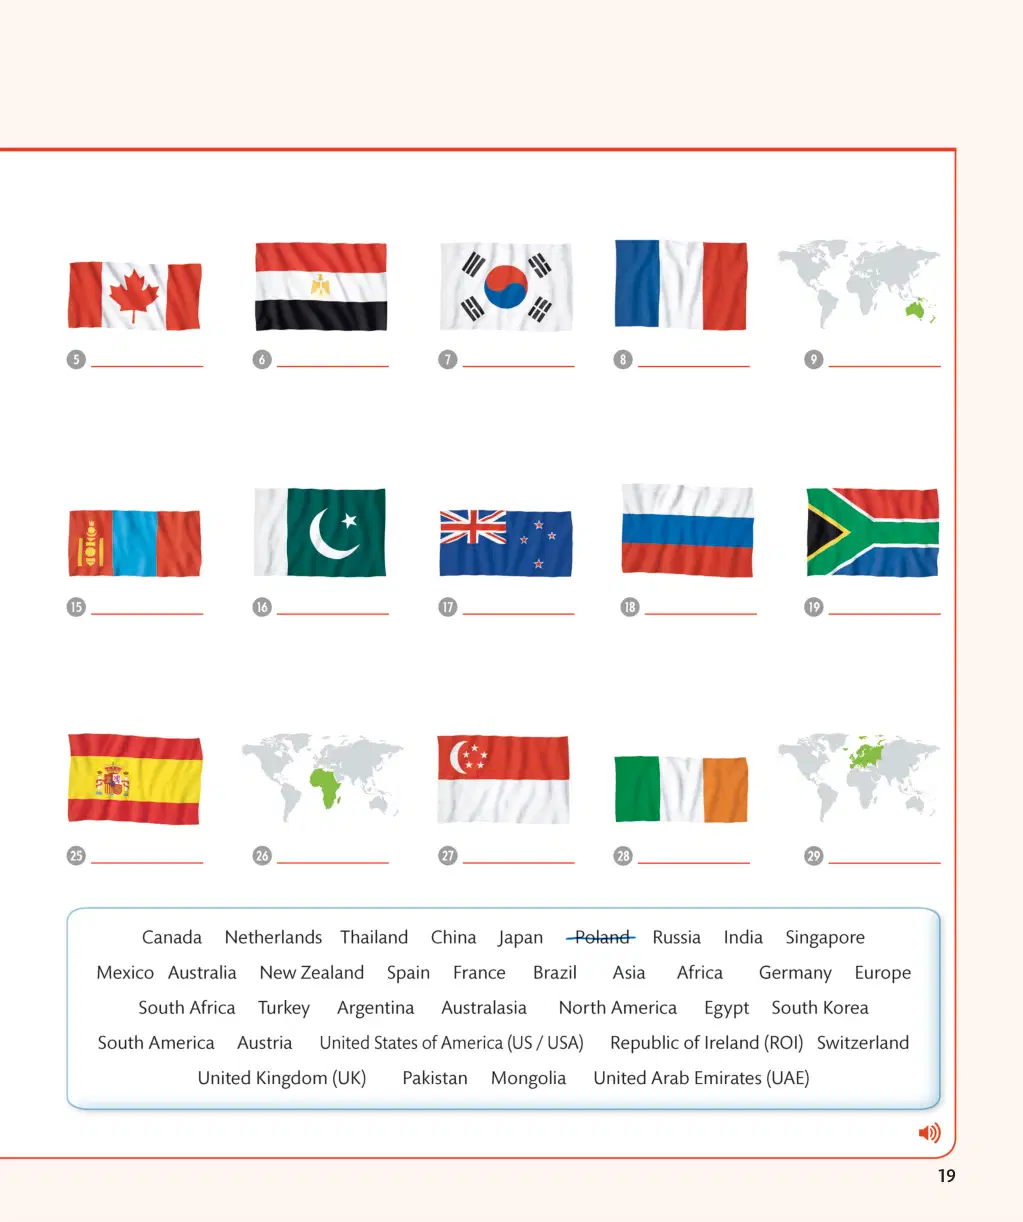 5 6 7 8 9
15 16 17 18 19
25 26 27 28 29
Canada Netherlands Thailand China Japan Poland Russia India Singapore
Mexico Australia New Zealand Spain France Brazil Asia Africa Germany Europe
South Africa Turkey Argentina Australasia North America Egypt South Korea
South America Austria United States of America (US / USA) Republic of Ireland (ROI) Switzerland
United Kingdom (UK) Pakistan Mongolia United Arab Emirates (UAE)
19